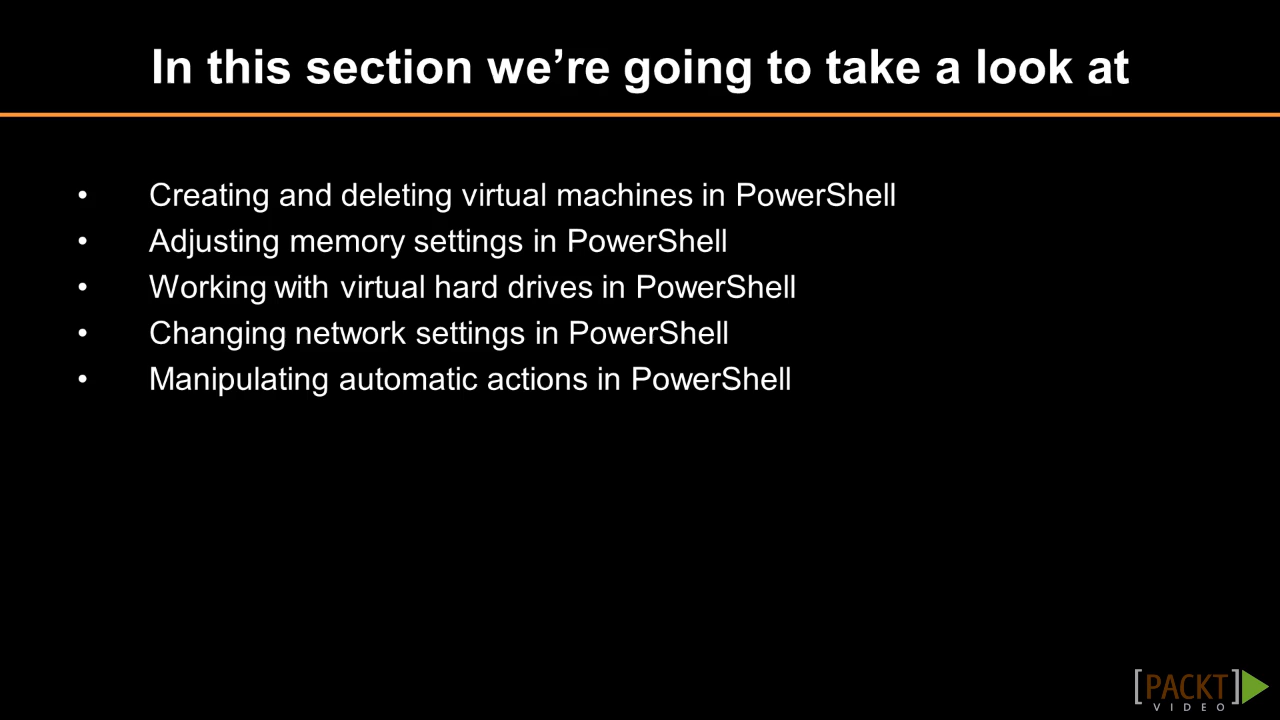 In this section we’re going to take a look at
• Creating and deleting virtual machines in PowerShell
• Adjusting memory settings in PowerShell
• Working with virtual hard drives in PowerShell
• Changing network settings in PowerShell
• Manipulating automatic actions in PowerShell
[PACKT]
VIDEO